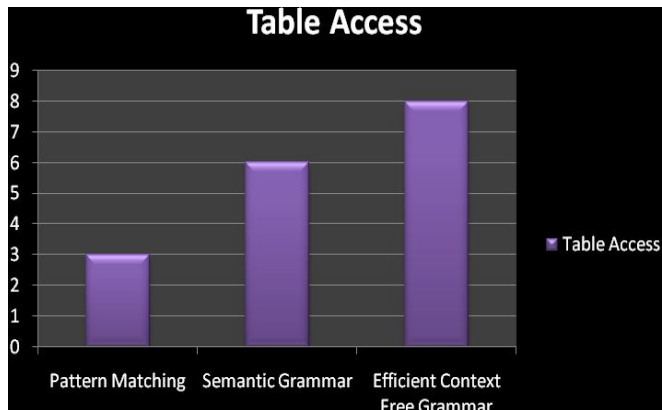 Table Access
9
8
7
6
5
4
3
2
1
0
Pattern Matching
Semantic Grammar
Efficient Context
Free Grammar
Table Access